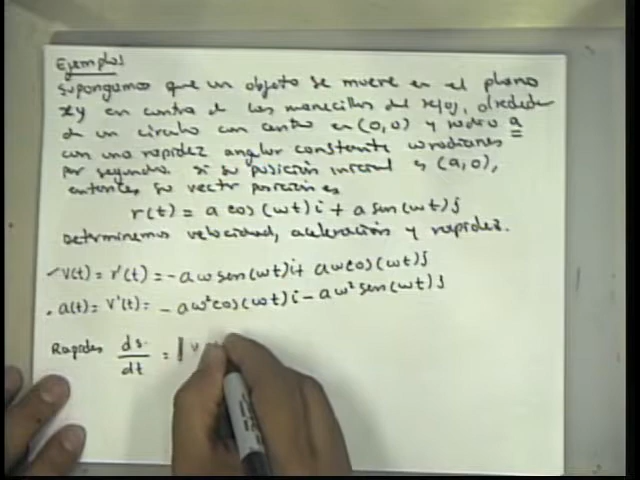 Ejemplos
Supongamos que un objeto se mueve en el plano
xy en contra de las manecillas del reloj, alrededor
de un círculo con centro en (0,0) y radio a
con una rapidez angular constante ω radianes
por segundo. Si su posición inicial es (a,0),
entonces su vector posición es
r(t) = a cos(ωt)i + a sen(ωt)j
Determinemos velocidad, aceleración y rapidez.
v(t) = r'(t) = -aω sen(ωt)i + aω cos(ωt)j
. a(t) = v'(t) = -aω² cos(ωt)i - aω² sen(ωt)j
Rapidez ds/dt = | v